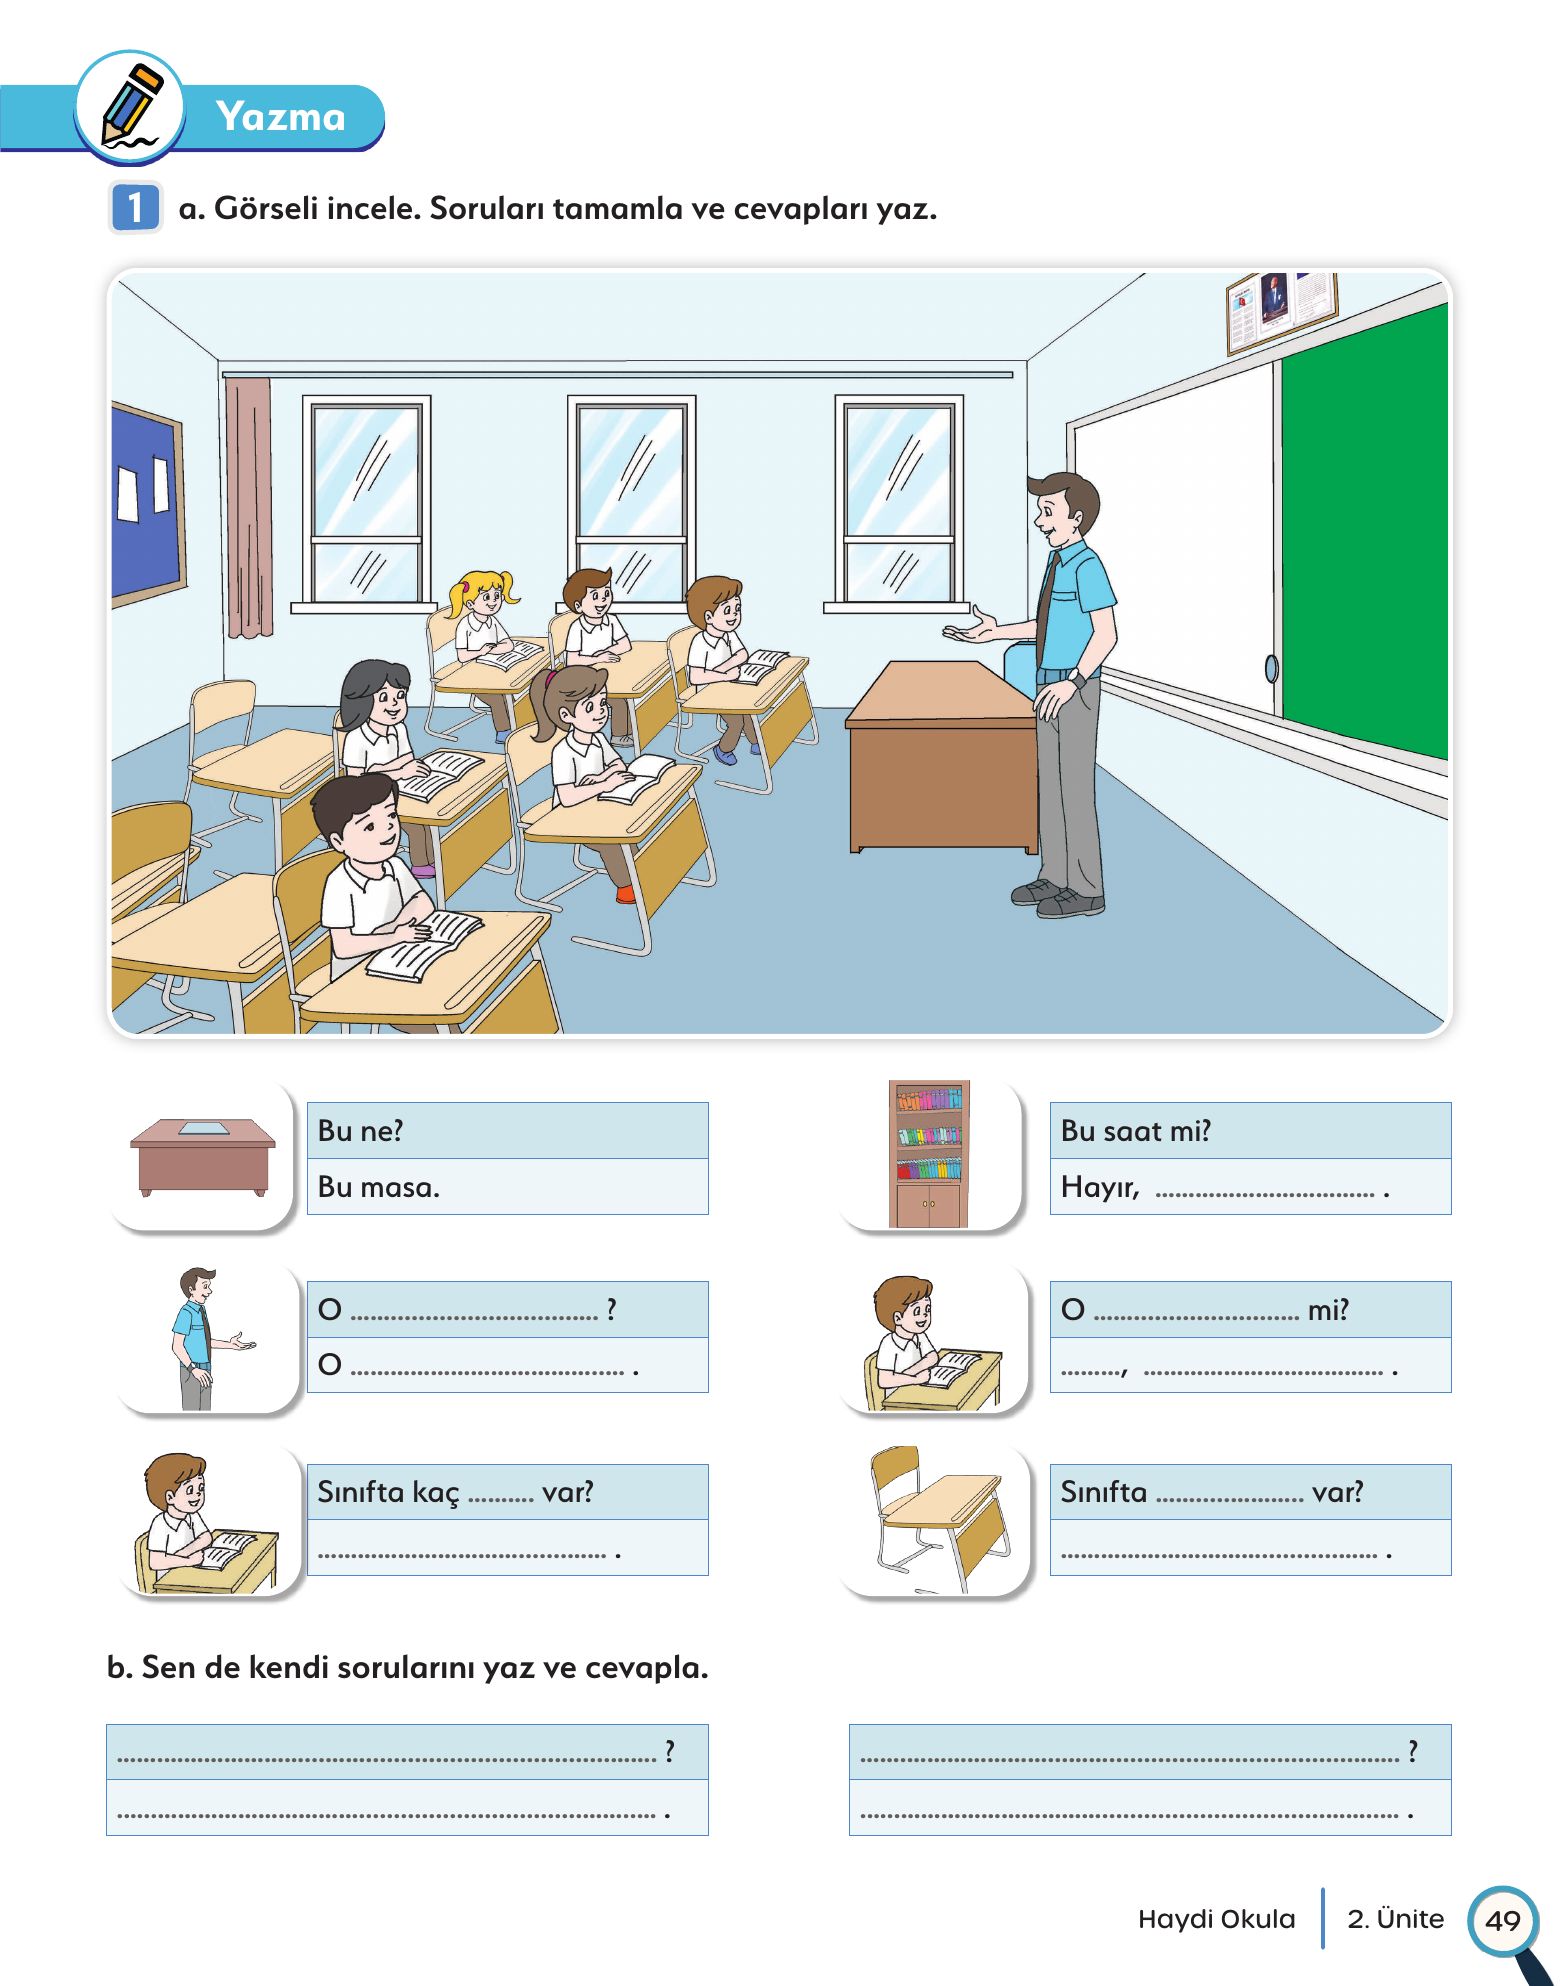 Yazma
1 a. Görseli incele. Soruları tamamla ve cevapları yaz.
Bu ne?
Bu masa.
Bu saat mi?
Hayır, ................................. .
O ..................................... ?
O ......................................... .
O ............................... mi?
........., .................................... .
Sınıfta kaç .......... var?
........................................... .
Sınıfta ...................... var?
............................................... .
b. Sen de kendi sorularını yaz ve cevapla.
................................................................................. ?
................................................................................. .
................................................................................. ?
................................................................................. .
Haydi Okula 2. Ünite 49